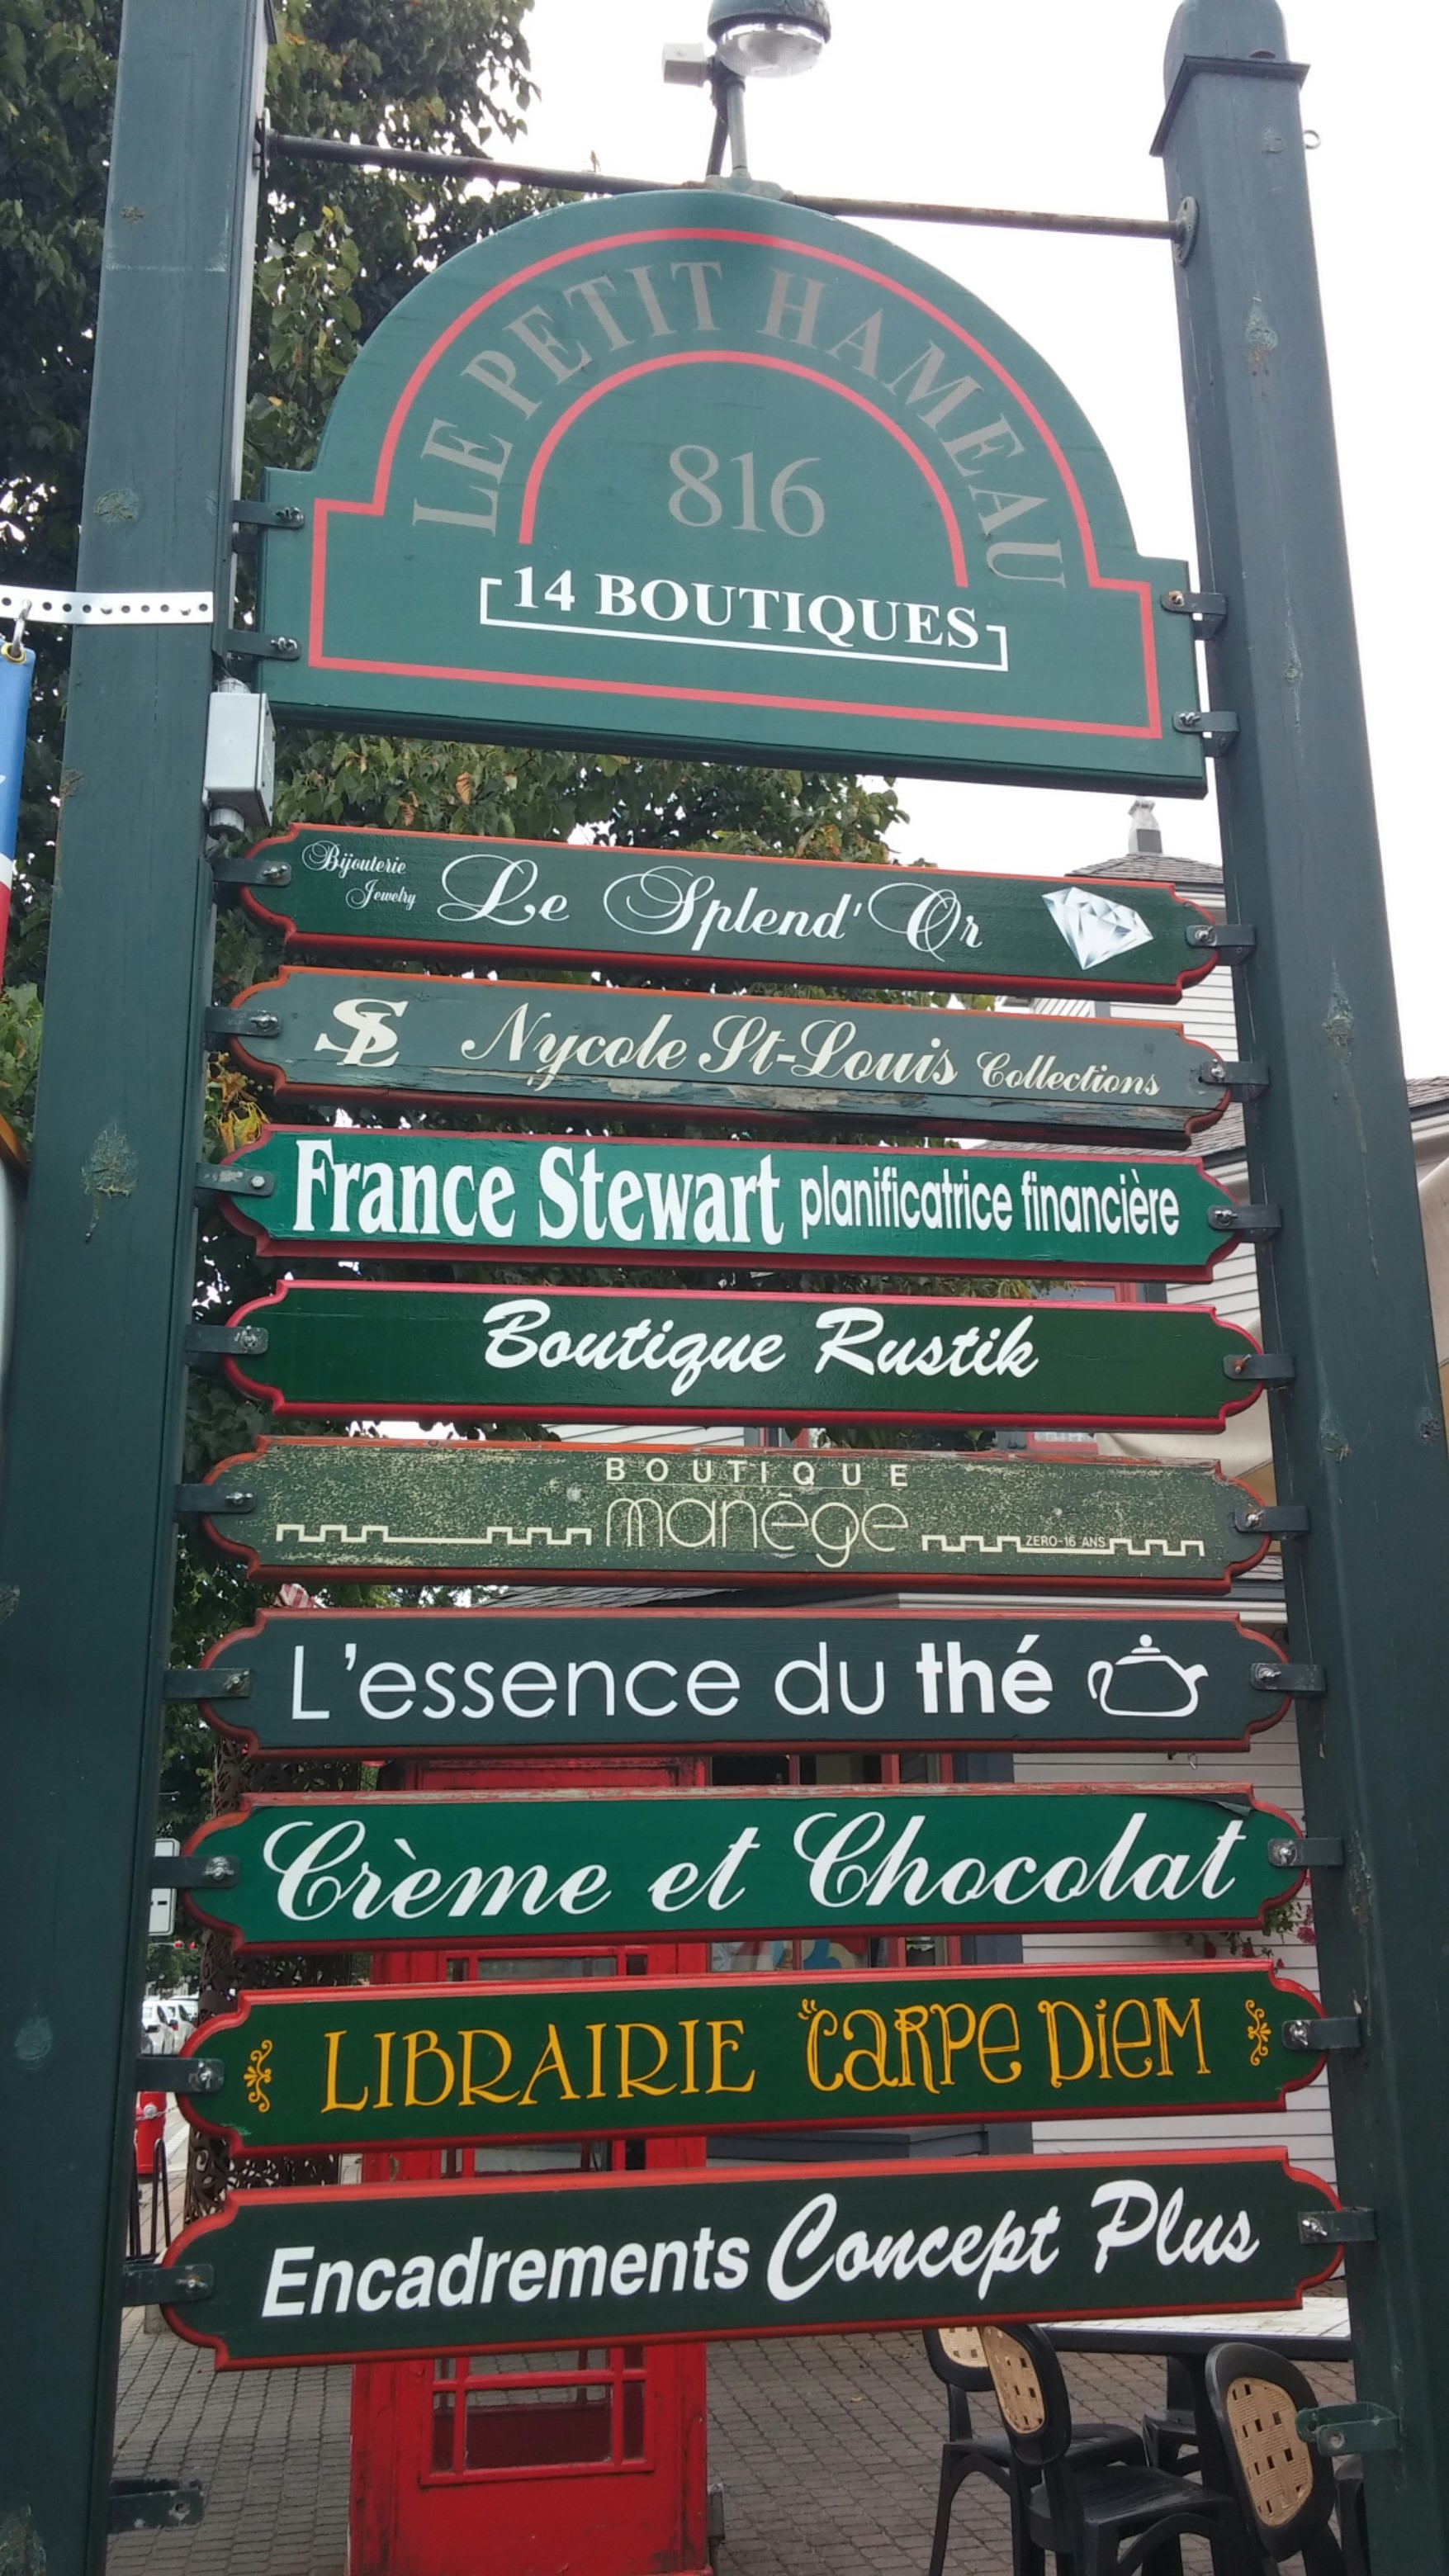 LE PETIT HAMEAU
816
14 BOUTIQUES
Bijouterie
Jewelry
Le Splend'Or
SL Nycole St-Louis Collections
France Stewart planificatrice financière
Boutique Rustik
BOUTIQUE
manège
ZERO-16 ANS
L'essence du thé
Crème et Chocolat
LIBRAIRIE "CARPE DIEM
Encadrements Concept Plus